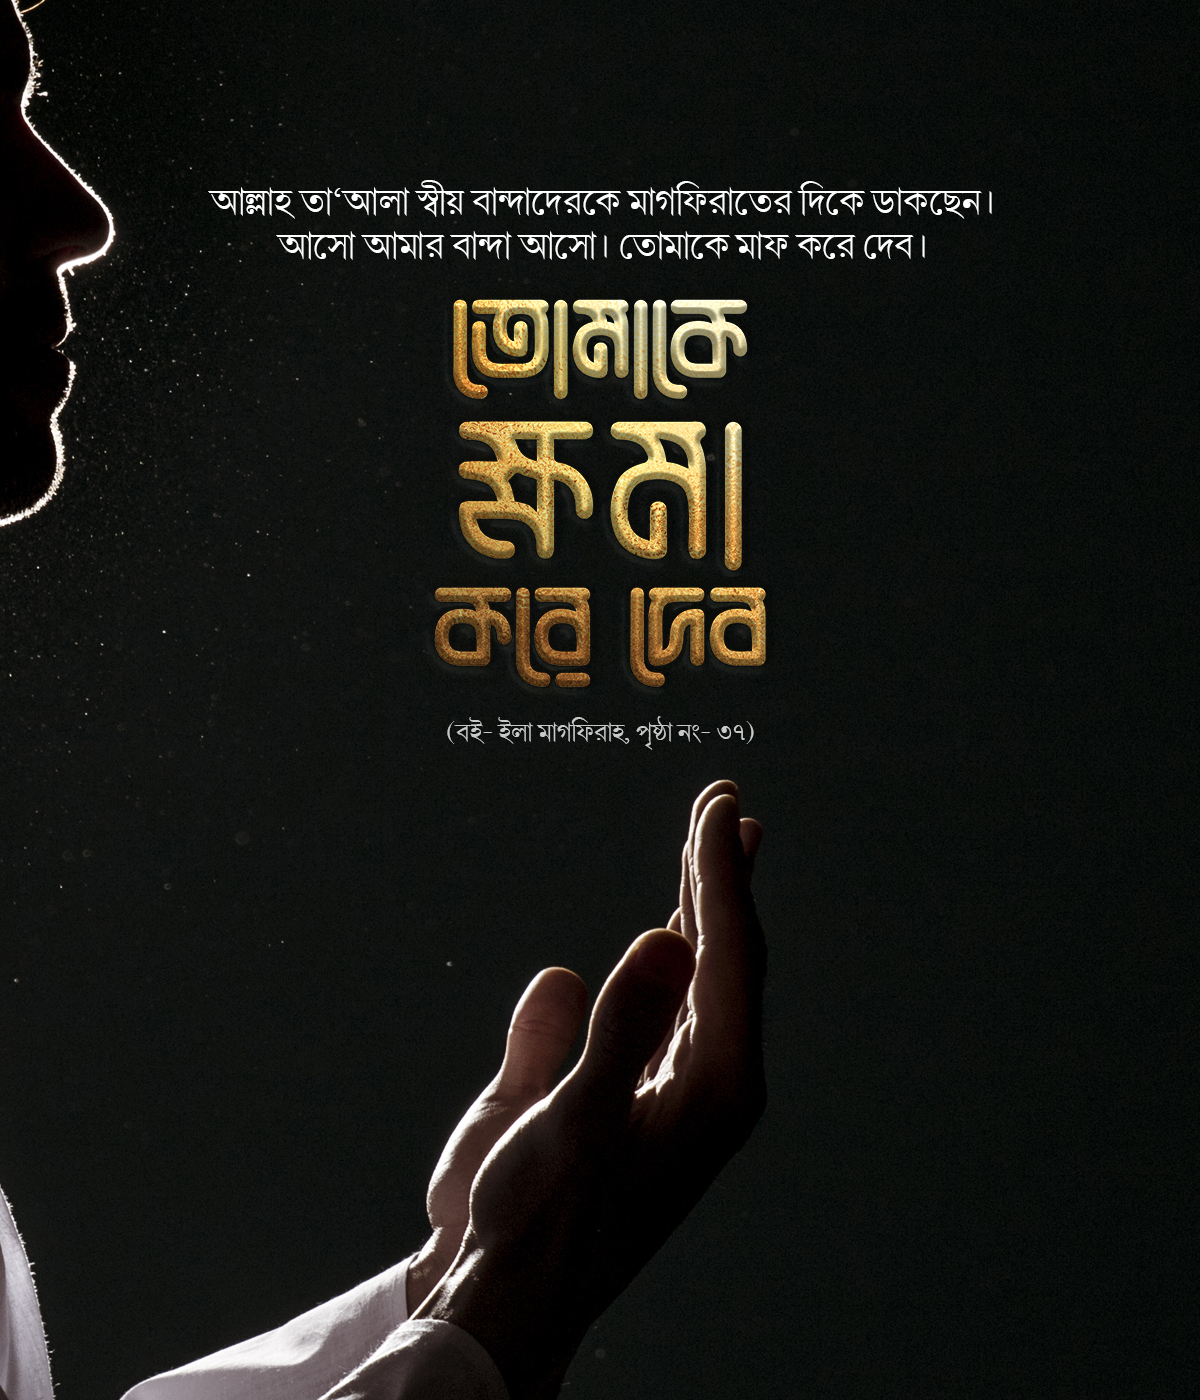 আল্লাহ তা‘আলা স্বীয় বান্দাদেরকে মাগফিরাতের দিকে ডাকছেন।
আসো আমার বান্দা আসো। তোমাকে মাফ করে দেব।
তোমাকে
ক্ষমা
করে দেব
(বই- ইলা মাগফিরাহ, পৃষ্ঠা নং- ৩৭)